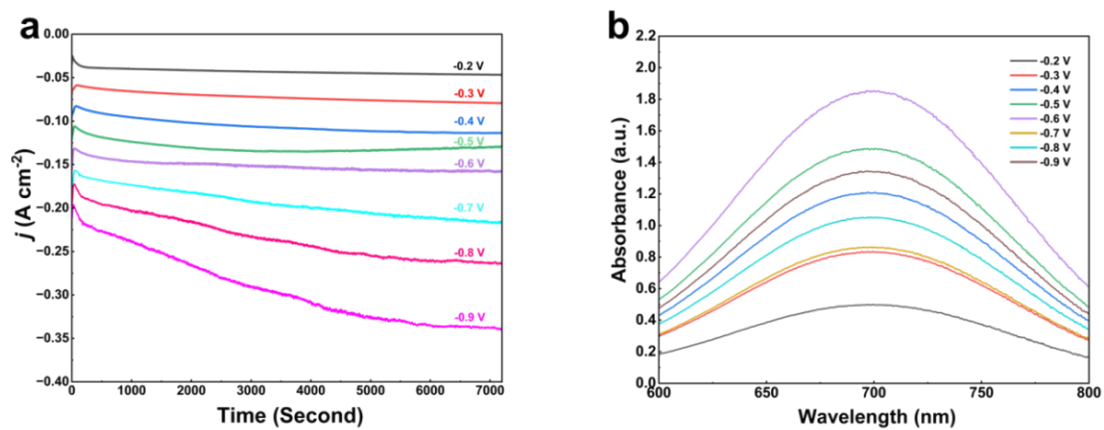 a
0.00
−0.05
−0.10
−0.15
−0.20
−0.25
−0.30
−0.35
−0.40
j (A cm-2)
-0.2 V
-0.3 V
-0.4 V
-0.5 V
-0.6 V
-0.7 V
-0.8 V
-0.9 V
0 1000 2000 3000 4000 5000 6000 7000
Time (Second)
b
2.2
2.0
1.8
1.6
1.4
1.2
1.0
0.8
0.6
0.4
0.2
0.0
Absorbance (a.u.)
-0.2 V
-0.3 V
-0.4 V
-0.5 V
-0.6 V
-0.7 V
-0.8 V
-0.9 V
600 650 700 750 800
Wavelength (nm)